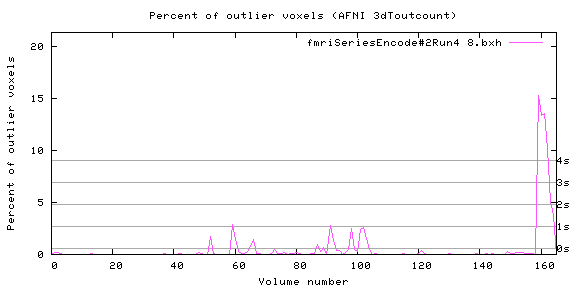 Percent of outlier voxels (AFNI 3dToutcount)
fmriSeriesEncode#2Run4 8.bxh
Percent of outlier voxels
20
15
10
5
0
4s
3s
2s
1s
0s
0 20 40 60 80 100 120 140 160
Volume number